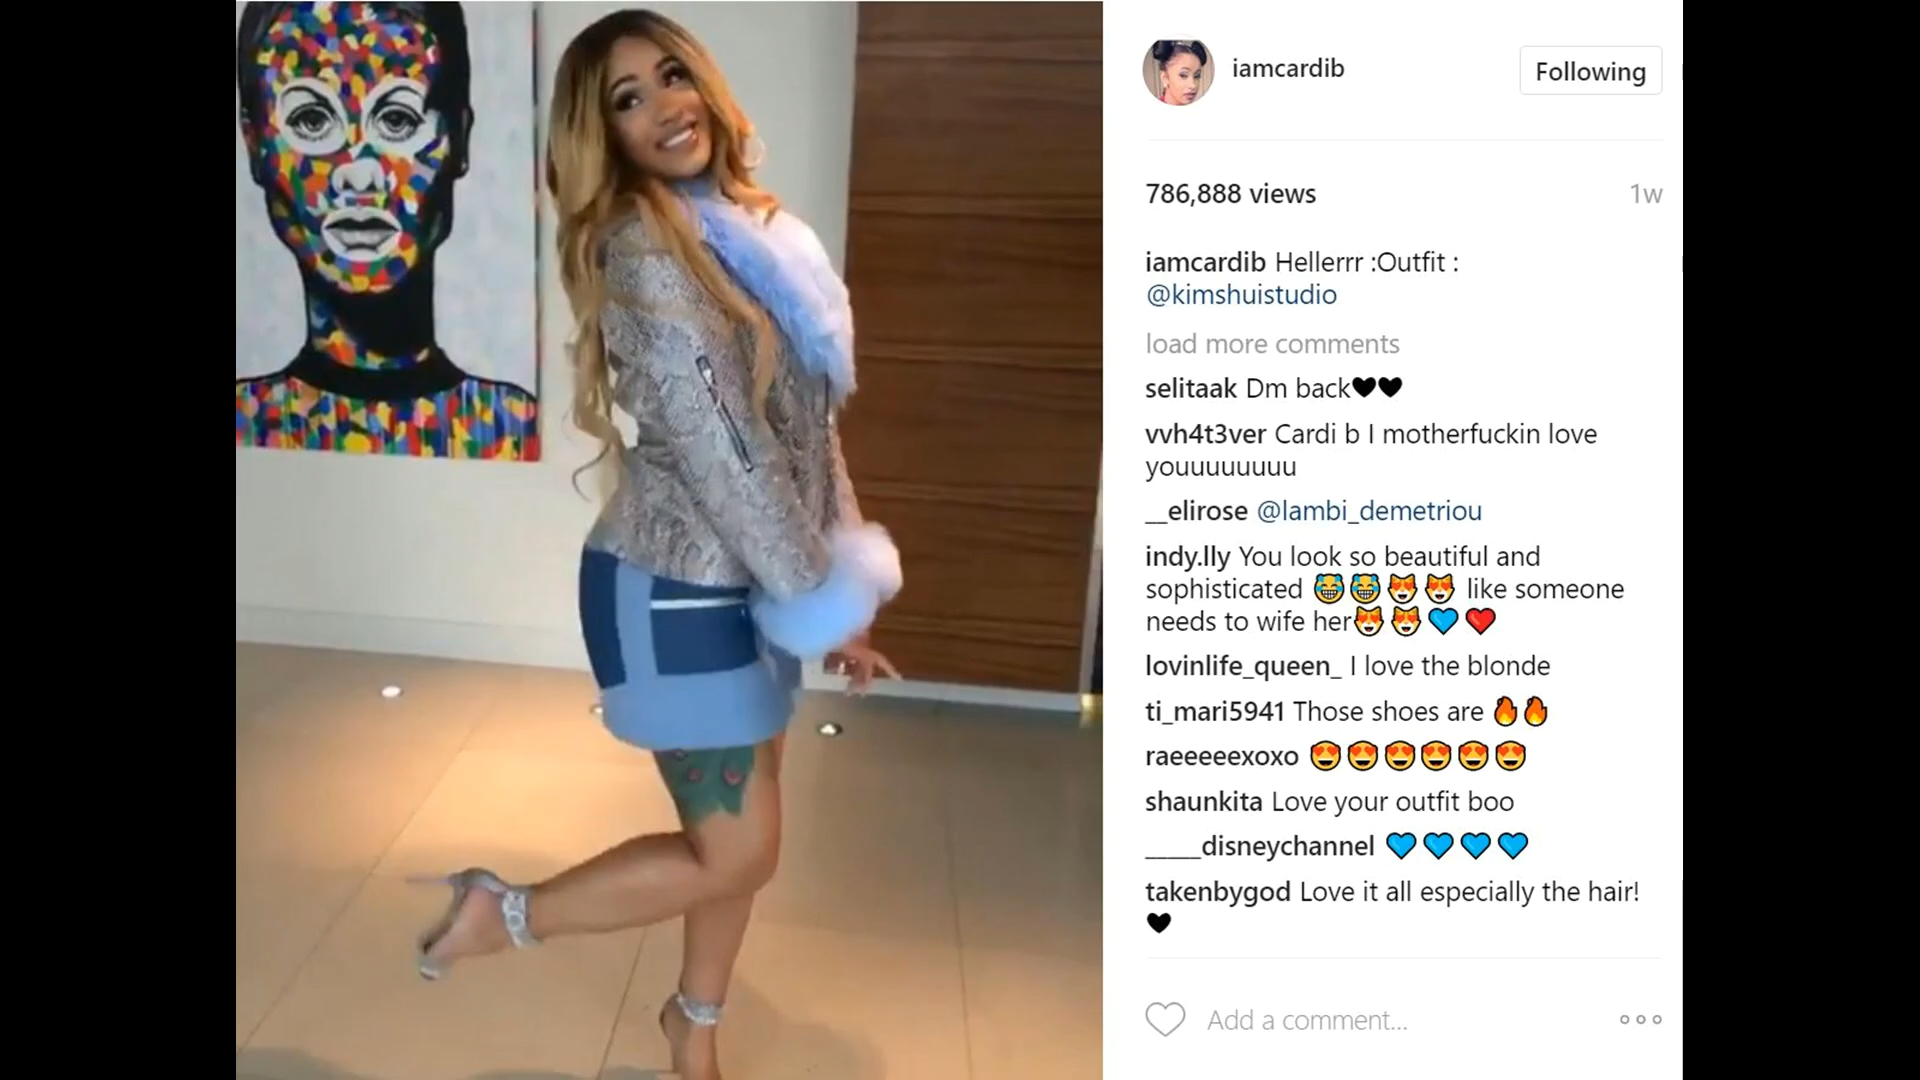 iamcardib
Following
786,888 views
1w
iamcardib Hellerrr :Outfit :
@kimshuistudio
load more comments
selitaak Dm back🖤🖤
vvh4t3ver Cardi b I motherfuckin love
youuuuuuuu
__elirose @lambi_demetriou
indy.lly You look so beautiful and
sophisticated 😹😹😻😻 like someone
needs to wife her😻😻💙❤️
lovinlife_queen_ I love the blonde
ti_mari5941 Those shoes are 🔥🔥
raeeeeexoxo 😍😍😍😍😍😍
shaunkita Love your outfit boo
_____disneychannel 💙💙💙💙
takenbygod Love it all especially the hair!
🖤
Add a comment...